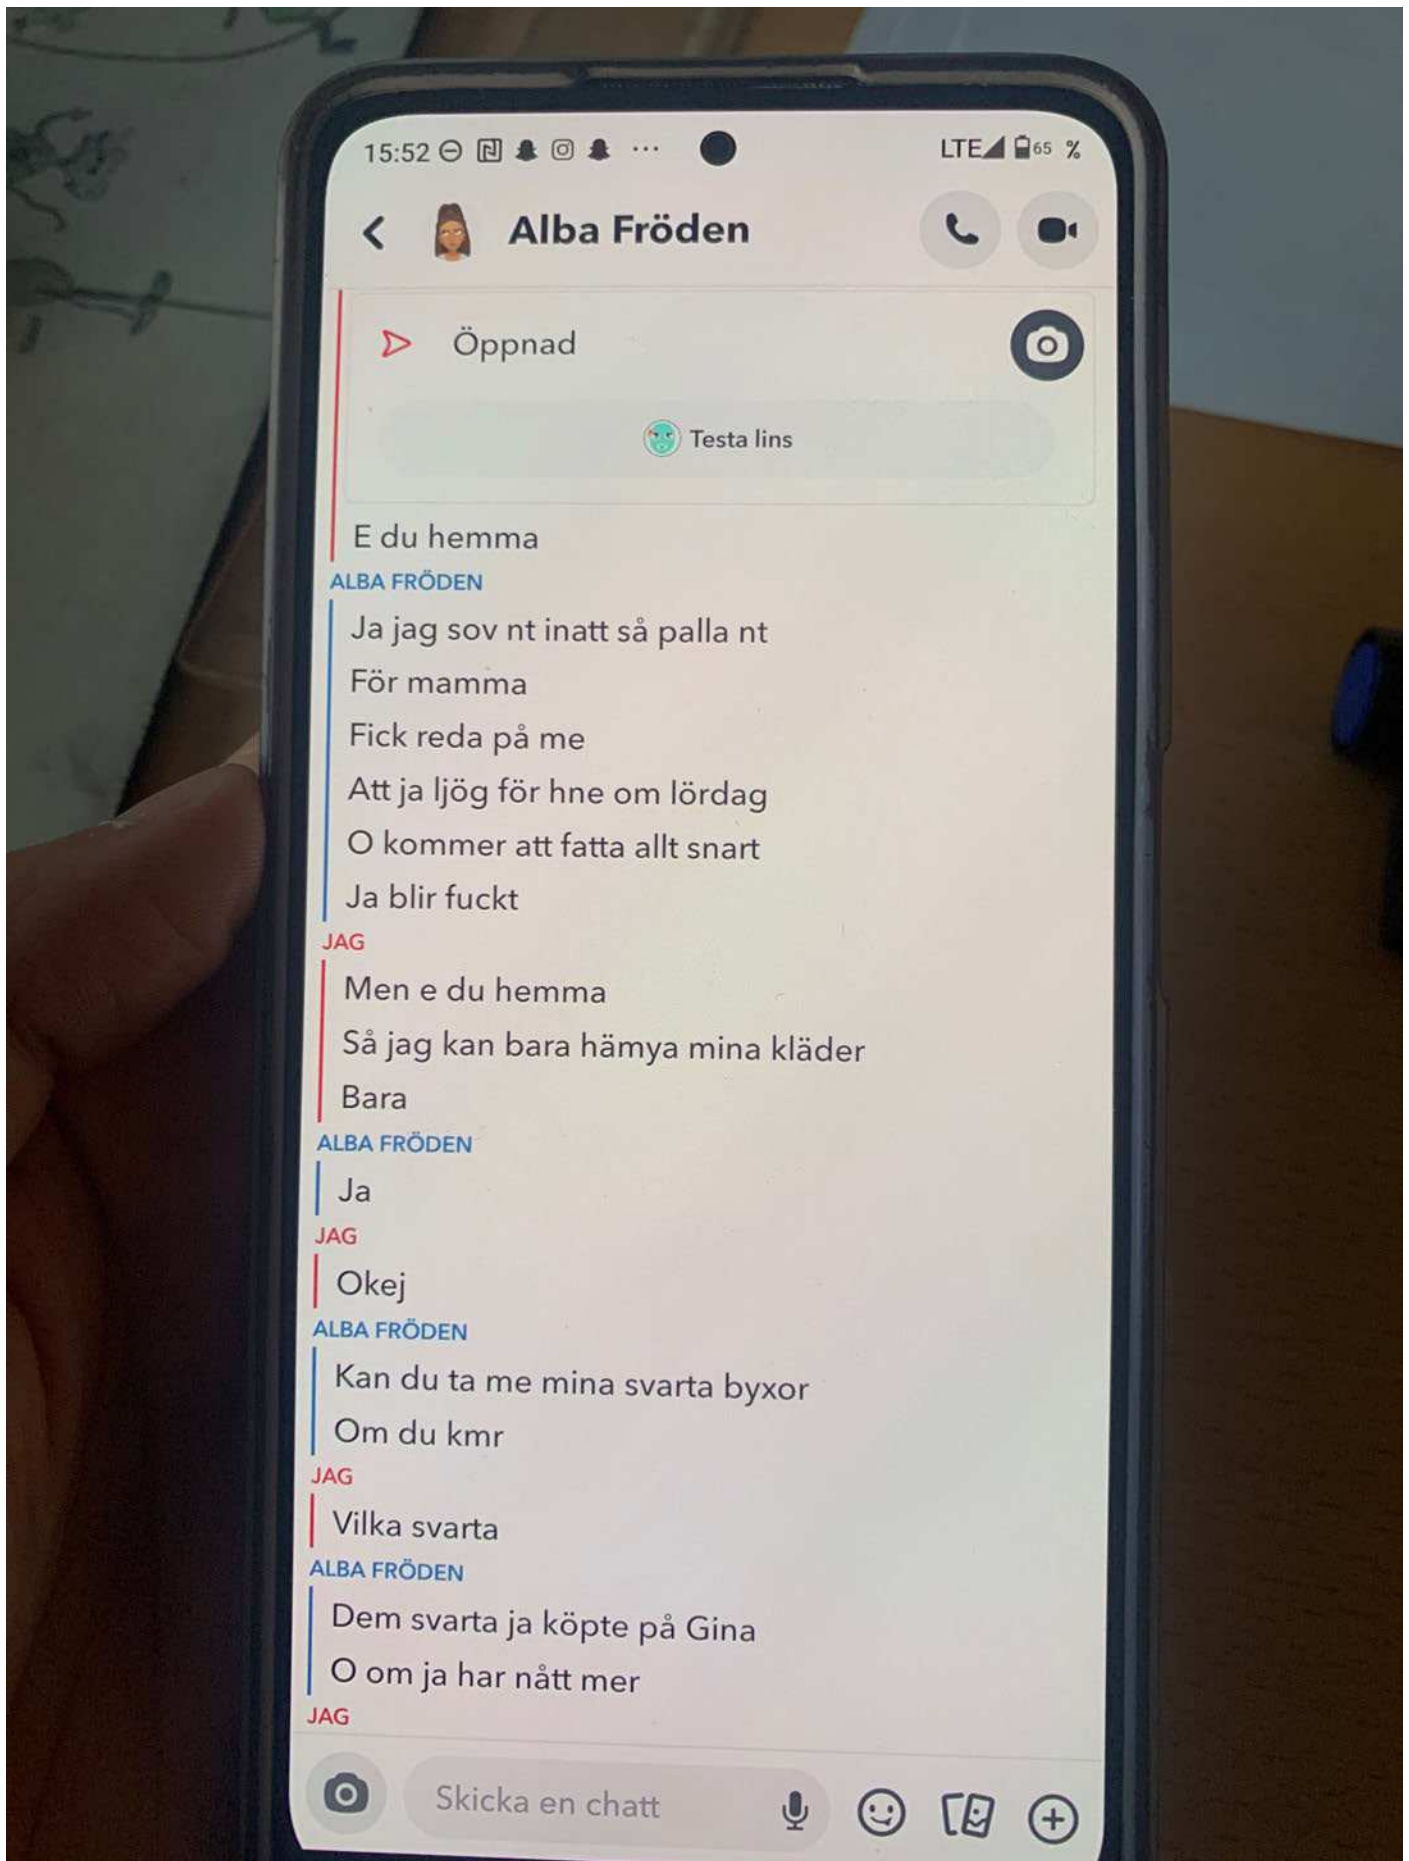 15:52 ... LTE 65 %
Alba Fröden
Öppnad
Testa lins
E du hemma
ALBA FRÖDEN
Ja jag sov nt inatt så palla nt
För mamma
Fick reda på me
Att ja ljög för hne om lördag
O kommer att fatta allt snart
Ja blir fuckt
JAG
Men e du hemma
Så jag kan bara hämya mina kläder
Bara
ALBA FRÖDEN
Ja
JAG
Okej
ALBA FRÖDEN
Kan du ta me mina svarta byxor
Om du kmr
JAG
Vilka svarta
ALBA FRÖDEN
Dem svarta ja köpte på Gina
O om ja har nått mer
JAG
Skicka en chatt